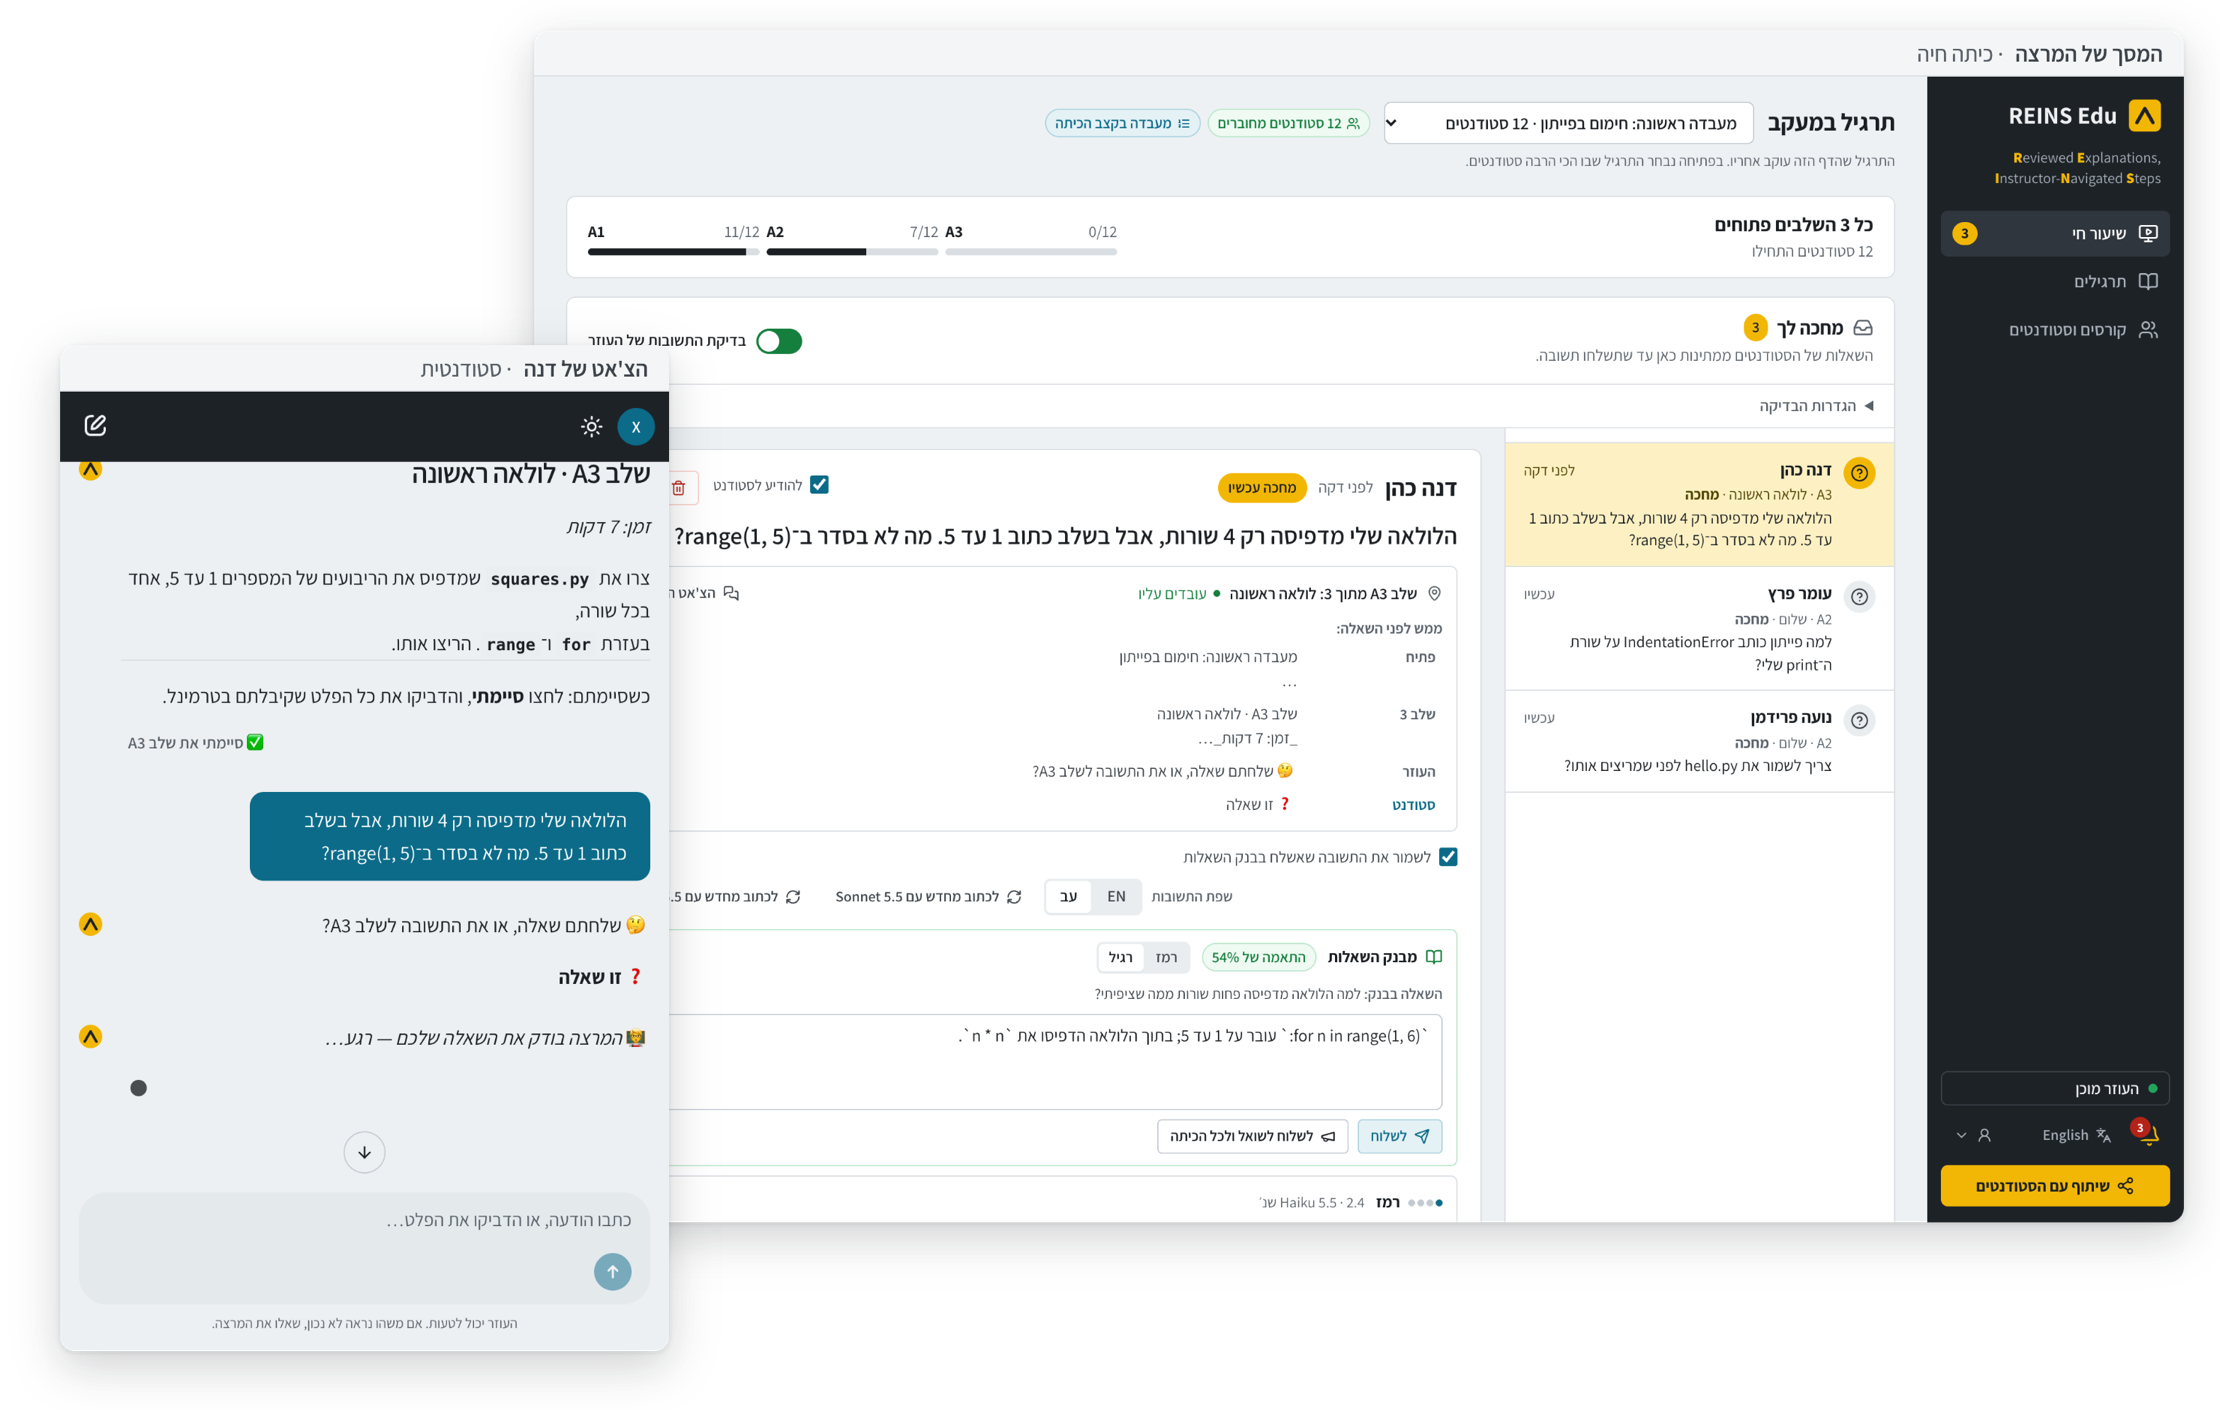 המסך של המרצה · כיתה חיה
REINS Edu
Reviewed Explanations,
Instructor-Navigated Steps
שיעור חי 3
תרגילים
קורסים וסטודנטים
העוזר מוכן
3 English
שיתוף עם הסטודנטים
תרגיל במעקב מעבדה ראשונה: חימום בפייתון · 12 סטודנטים 12 סטודנטים מחוברים מעבדה בקצב הכיתה
התרגיל שהדף הזה עוקב אחריו. בפתיחה נבחר התרגיל שבו הכי הרבה סטודנטים.
כל 3 השלבים פתוחים
12 סטודנטים התחילו
A1 11/12 A2 7/12 A3 0/12
מחכה לך 3
השאלות של הסטודנטים ממתינות כאן עד שתשלחו תשובה.
בדיקת התשובות של העוזר
הגדרות הבדיקה
דנה כהן לפני דקה
A3 · לולאה ראשונה · מחכה
הלולאה שלי מדפיסה רק 4 שורות, אבל בשלב כתוב 1
עד 5. מה לא בסדר ב־range(1, 5)?
עומר פרץ עכשיו
A2 · שלום · מחכה
למה פייתון כותב IndentationError על שורת
ה־print שלי?
נועה פרידמן עכשיו
A2 · שלום · מחכה
צריך לשמור את hello.py לפני שמריצים אותו?
דנה כהן לפני דקה מחכה עכשיו להודיע לסטודנט
הלולאה שלי מדפיסה רק 4 שורות, אבל בשלב כתוב 1 עד 5. מה לא בסדר ב־range(1, 5)?
שלב A3 מתוך 3: לולאה ראשונה • עובדים עליו הצ'אט
ממש לפני השאלה:
פתיח מעבדה ראשונה: חימום בפייתון
…
שלב 3 שלב A3 · לולאה ראשונה
_זמן: 7 דקות_…
העוזר 🤔 שלחתם שאלה, או את התשובה לשלב A3?
סטודנט ❓ זו שאלה
לשמור את התשובה שאשלח בבנק השאלות
שפת התשובות EN עב לכתוב מחדש עם Sonnet 5.5 לכתוב מחדש עם 5.
מבנק השאלות התאמה של 54% רמז רגיל
השאלה בבנק: למה הלולאה מדפיסה פחות שורות ממה שציפיתי?
`for n in range(1, 6):` עובר על 1 עד 5; בתוך הלולאה הדפיסו את `n * n`.
לשלוח לשלוח לשואל ולכל הכיתה
רמז Haiku 5.5 · 2.4 שנ׳
הצ'אט של דנה · סטודנטית
X
שלב A3 · לולאה ראשונה
זמן: 7 דקות
צרו את squares.py שמדפיס את הריבועים של המספרים 1 עד 5, אחד
בכל שורה,
בעזרת for ו־ range. הריצו אותו.
כשסיימתם: לחצו סיימתי, והדביקו את כל הפלט שקיבלתם בטרמינל.
✅ סיימתי את שלב A3
הלולאה שלי מדפיסה רק 4 שורות, אבל בשלב
כתוב 1 עד 5. מה לא בסדר ב־range(1, 5)?
🤔 שלחתם שאלה, או את התשובה לשלב A3?
❓ זו שאלה
🧑‍🏫 המרצה בודק את השאלה שלכם — רגע…
כתבו הודעה, או הדביקו את הפלט…
העוזר יכול לטעות. אם משהו נראה לא נכון, שאלו את המרצה.